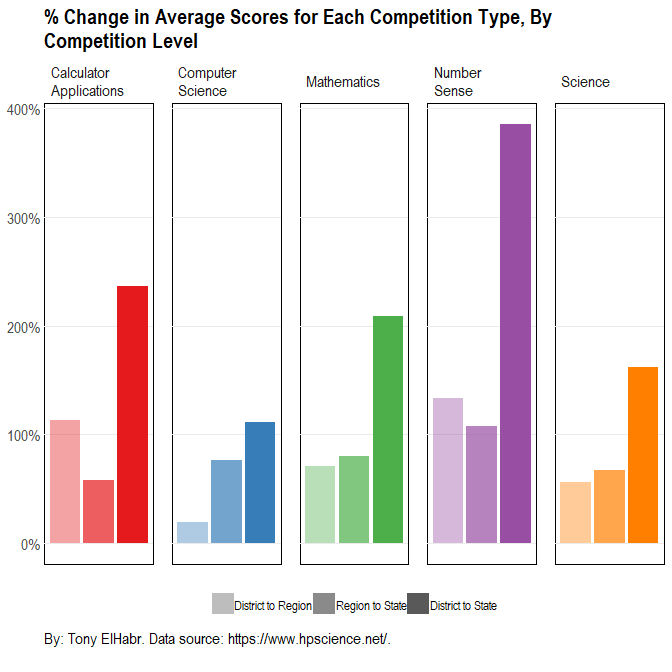 % Change in Average Scores for Each Competition Type, By
Competition Level
Calculator
Applications
Computer
Science
Mathematics
Number
Sense
Science
400%
300%
200%
100%
0%
District to Region
Region to State
District to State
By: Tony ElHabr. Data source: https://www.hpscience.net/.